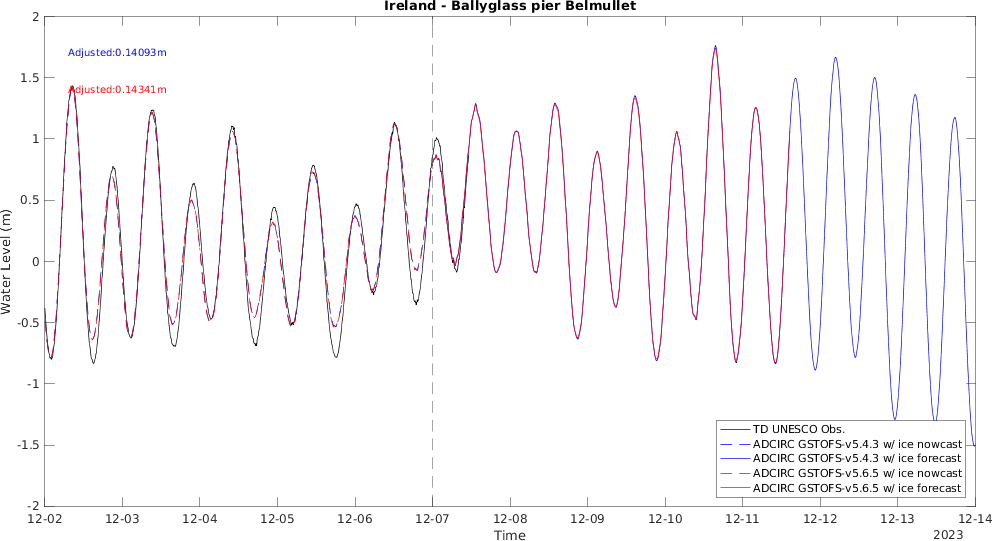 Ireland - Ballyglass pier Belmullet
Adjusted:0.14093m
Adjusted:0.14341m
2
1.5
1
0.5
0
-0.5
-1
-1.5
-2
Water Level (m)
TD UNESCO Obs.
ADCIRC GSTOFS-v5.4.3 w/ ice nowcast
ADCIRC GSTOFS-v5.4.3 w/ ice forecast
ADCIRC GSTOFS-v5.6.5 w/ ice nowcast
ADCIRC GSTOFS-v5.6.5 w/ ice forecast
12-02 12-03 12-04 12-05 12-06 12-07 12-08 12-09 12-10 12-11 12-12 12-13 12-14
Time
2023